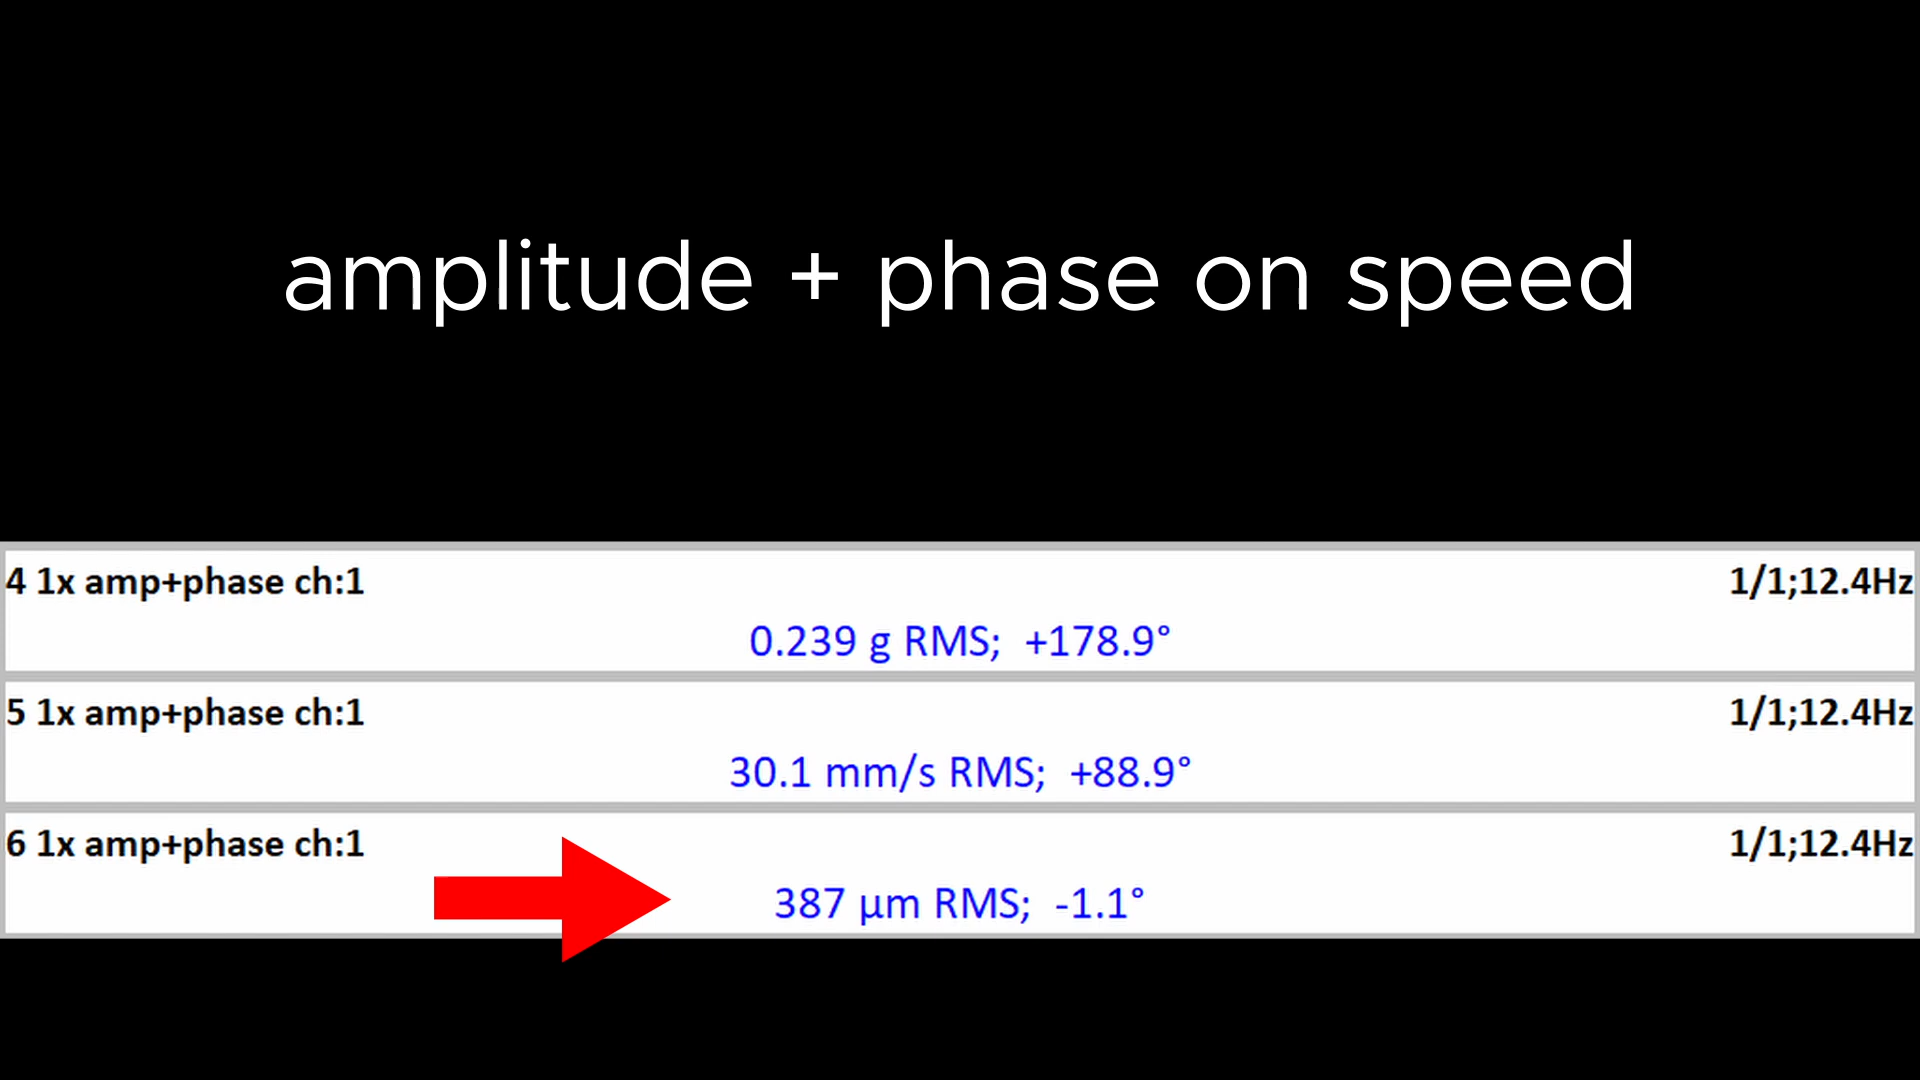 amplitude + phase on speed
4 1x amp+phase ch:1 1/1;12.4Hz
0.239 g RMS; +178.9°
5 1x amp+phase ch:1 1/1;12.4Hz
30.1 mm/s RMS; +88.9°
6 1x amp+phase ch:1 1/1;12.4Hz
387 µm RMS; -1.1°